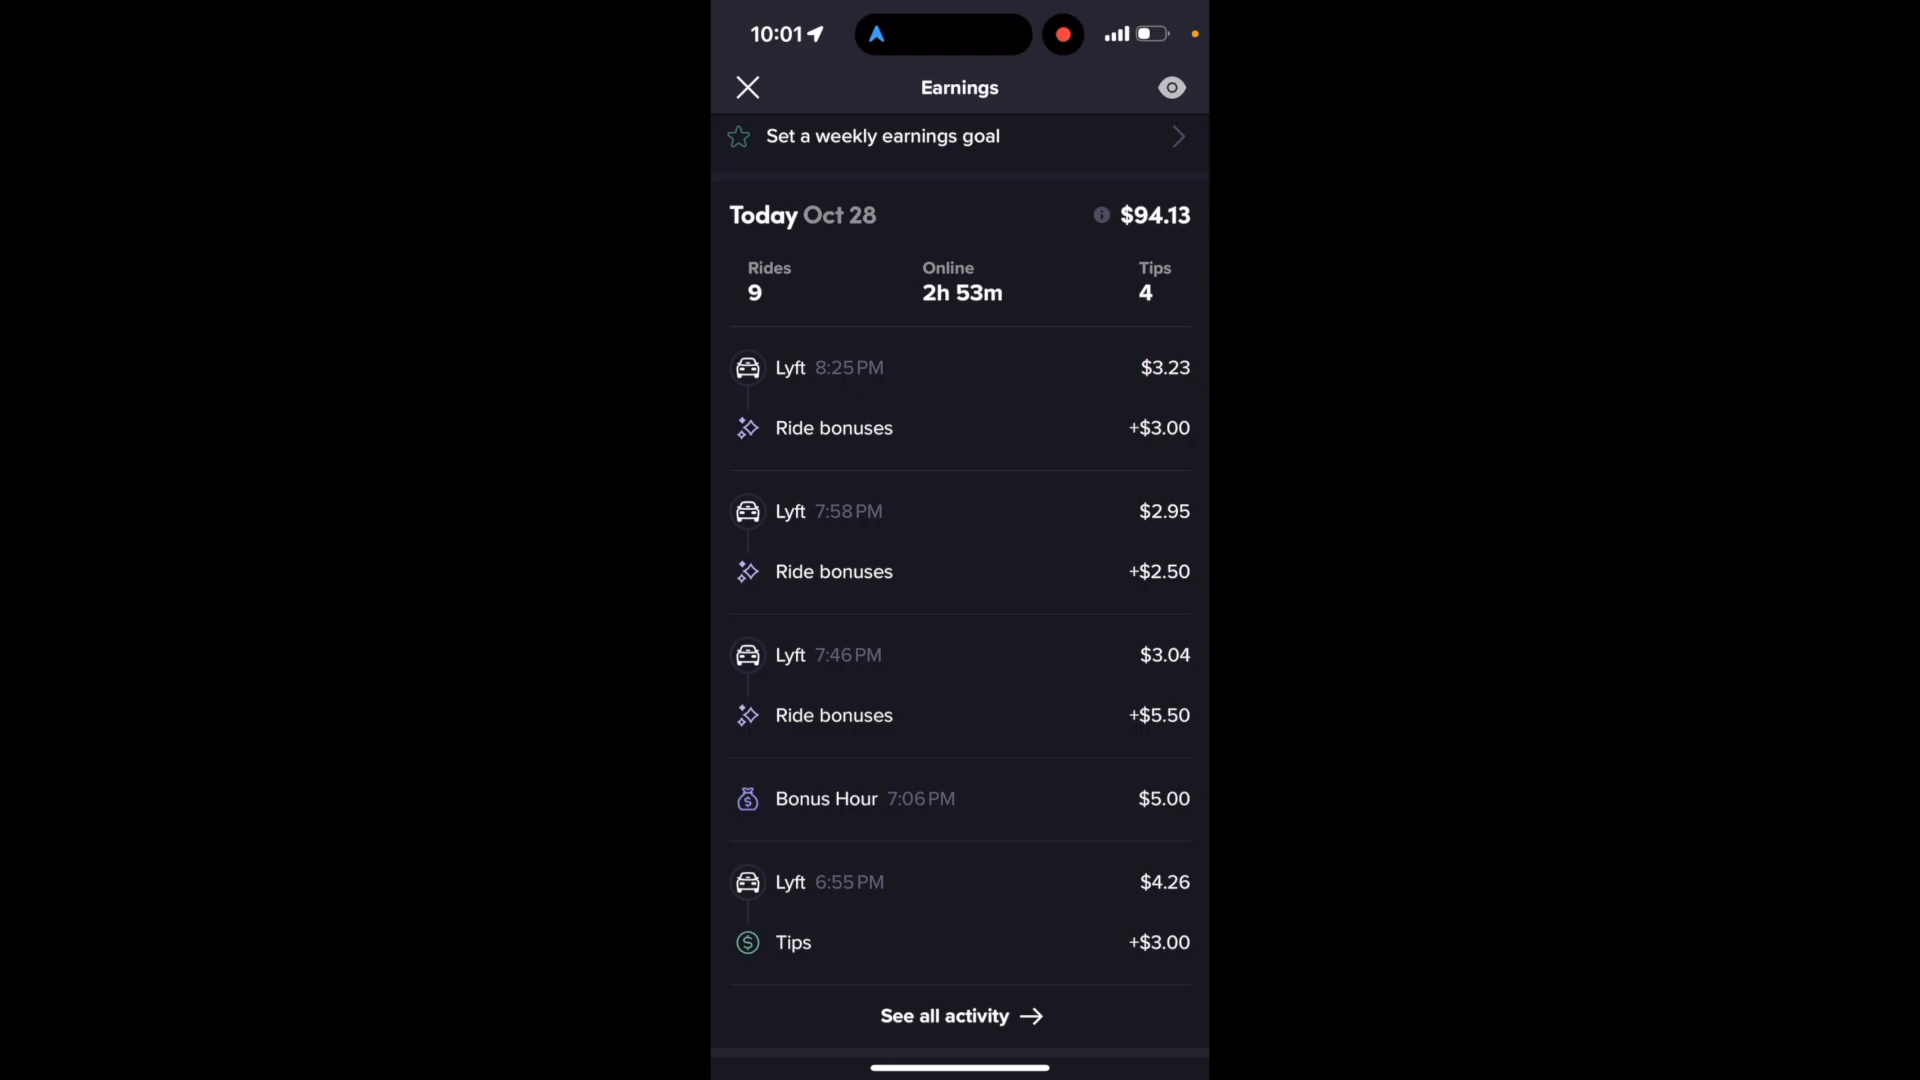 10:01
Earnings
Set a weekly earnings goal
Today Oct 28 $94.13
Rides Online Tips
9 2h 53m 4
Lyft 8:25 PM $3.23
Ride bonuses +$3.00
Lyft 7:58 PM $2.95
Ride bonuses +$2.50
Lyft 7:46 PM $3.04
Ride bonuses +$5.50
Bonus Hour 7:06 PM $5.00
Lyft 6:55 PM $4.26
Tips +$3.00
See all activity